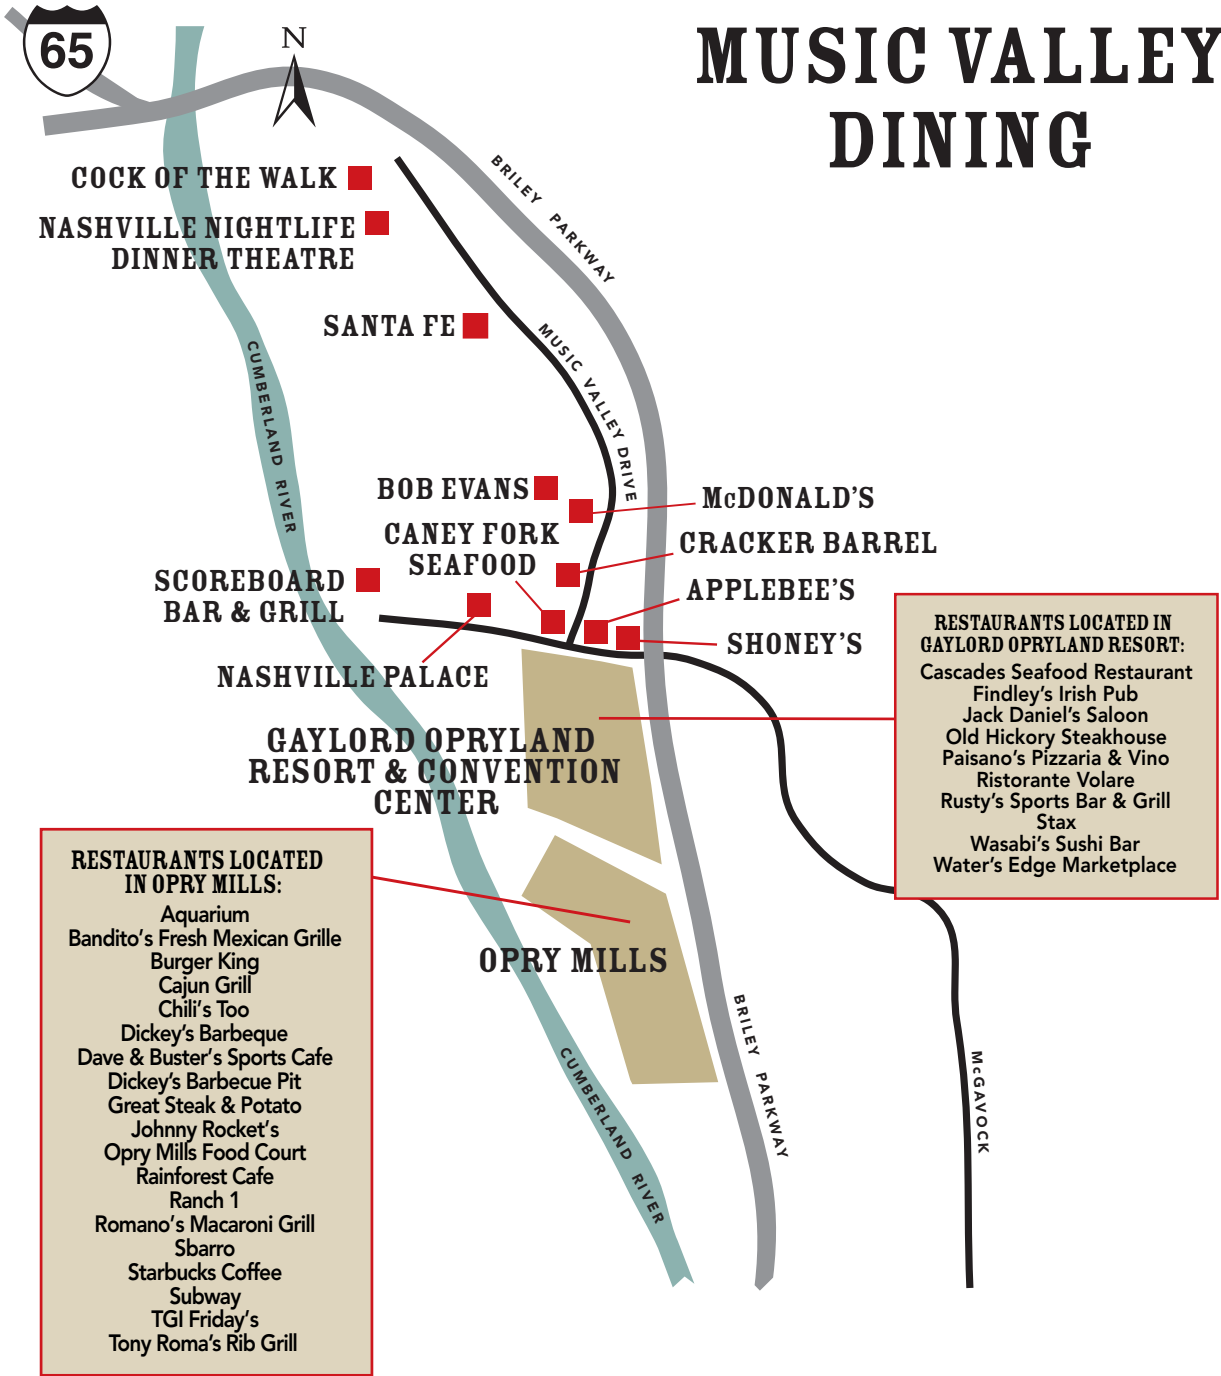 MUSIC VALLEY
DINING
65
N
COCK OF THE WALK
NASHVILLE NIGHTLIFE
DINNER THEATRE
BRILEY PARKWAY
SANTA FE
MUSIC VALLEY DRIVE
CUMBERLAND RIVER
BOB EVANS
McDONALD'S
CANEY FORK
SEAFOOD
CRACKER BARREL
SCOREBOARD
BAR & GRILL
APPLEBEE'S
SHONEY'S
NASHVILLE PALACE
GAYLORD OPRYLAND
RESORT & CONVENTION
CENTER
RESTAURANTS LOCATED IN
GAYLORD OPRYLAND RESORT:
Cascades Seafood Restaurant
Findley's Irish Pub
Jack Daniel's Saloon
Old Hickory Steakhouse
Paisano's Pizzaria & Vino
Ristorante Volare
Rusty's Sports Bar & Grill
Stax
Wasabi's Sushi Bar
Water's Edge Marketplace
RESTAURANTS LOCATED
IN OPRY MILLS:
Aquarium
Bandito's Fresh Mexican Grille
Burger King
Cajun Grill
Chili's Too
Dickey's Barbeque
Dave & Buster's Sports Cafe
Dickey's Barbecue Pit
Great Steak & Potato
Johnny Rocket's
Opry Mills Food Court
Rainforest Cafe
Ranch 1
Romano's Macaroni Grill
Sbarro
Starbucks Coffee
Subway
TGI Friday's
Tony Roma's Rib Grill
OPRY MILLS
BRILEY PARKWAY
CUMBERLAND RIVER
McGAVOCK